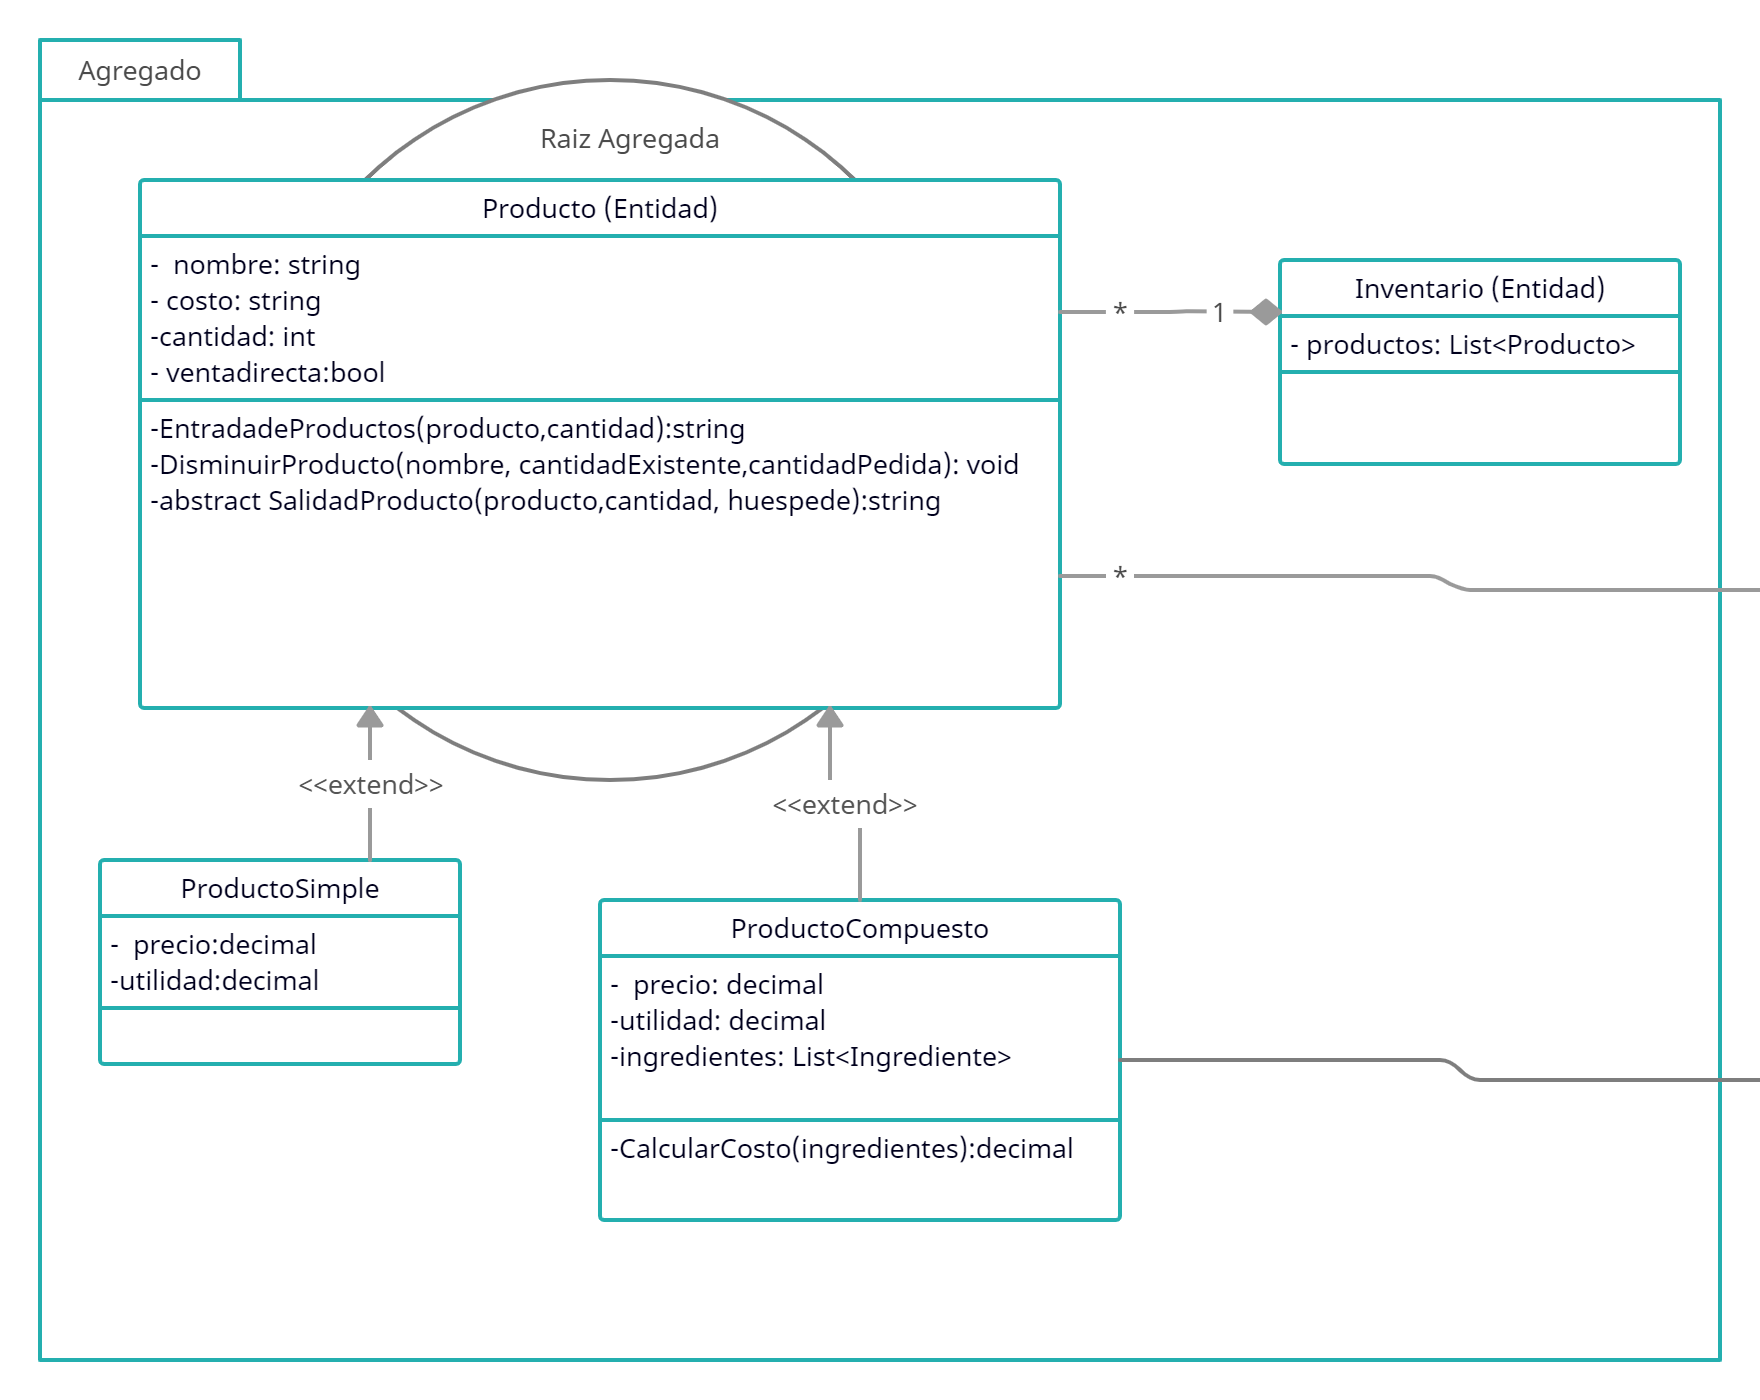 Agregado
Raiz Agregada
Producto (Entidad)
-  nombre: string
- costo: string
-cantidad: int
- ventadirecta:bool
-EntradadeProductos(producto,cantidad):string
-DisminuirProducto(nombre, cantidadExistente,cantidadPedida): void
-abstract SalidadProducto(producto,cantidad, huespede):string
* 1
Inventario (Entidad)
- productos: List<Producto>
*
<<extend>>
<<extend>>
ProductoSimple
-  precio:decimal
-utilidad:decimal
ProductoCompuesto
-  precio: decimal
-utilidad: decimal
-ingredientes: List<Ingrediente>
-CalcularCosto(ingredientes):decimal